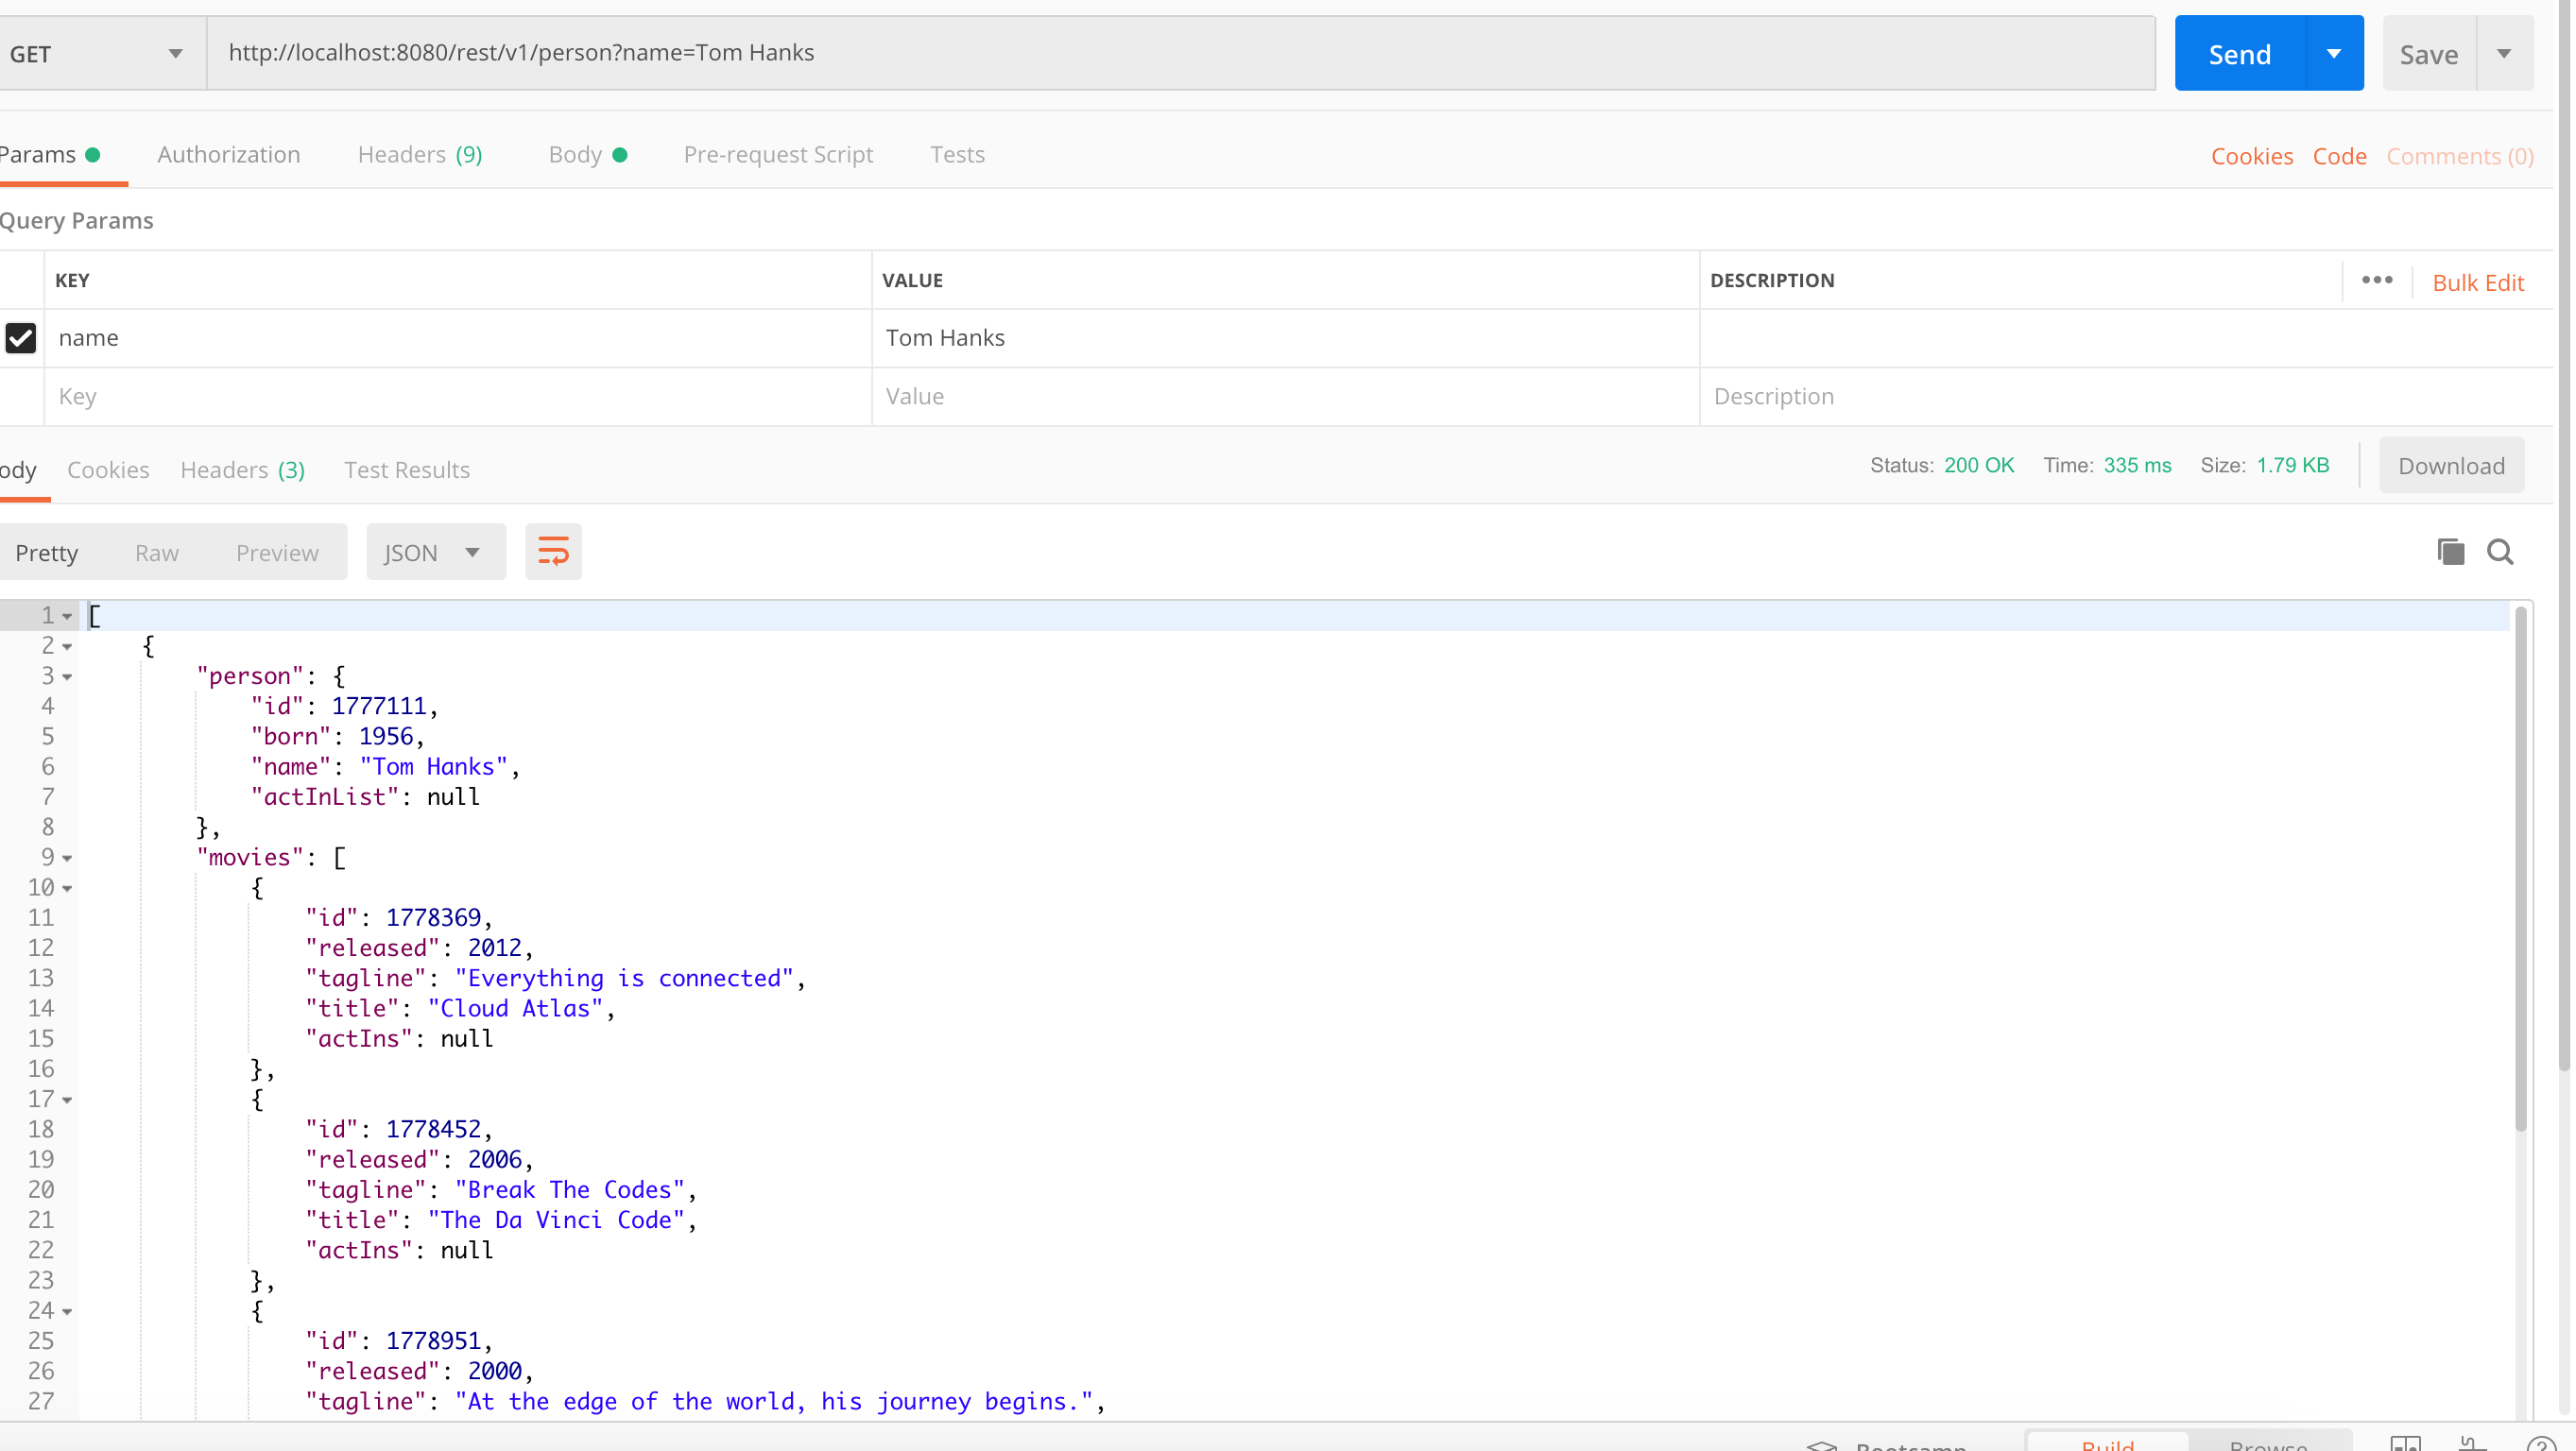 GET http://localhost:8080/rest/v1/person?name=Tom Hanks Send Save
Params Authorization Headers (9) Body Pre-request Script Tests Cookies Code Comments (0)
Query Params
KEY VALUE DESCRIPTION ••• Bulk Edit
name Tom Hanks
Key Value Description
ody Cookies Headers (3) Test Results Status: 200 OK Time: 335 ms Size: 1.79 KB Download
Pretty Raw Preview JSON
1 [
2 {
3 "person": {
4 "id": 1777111,
5 "born": 1956,
6 "name": "Tom Hanks",
7 "actInList": null
8 },
9 "movies": [
10 {
11 "id": 1778369,
12 "released": 2012,
13 "tagline": "Everything is connected",
14 "title": "Cloud Atlas",
15 "actIns": null
16 },
17 {
18 "id": 1778452,
19 "released": 2006,
20 "tagline": "Break The Codes",
21 "title": "The Da Vinci Code",
22 "actIns": null
23 },
24 {
25 "id": 1778951,
26 "released": 2000,
27 "tagline": "At the edge of the world, his journey begins.",
Bootcamp Build Browse